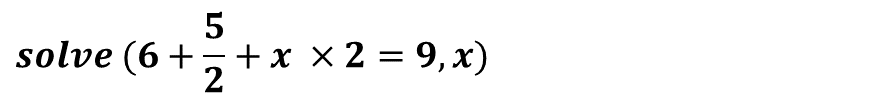 solve (6 + 5/2 + x × 2 = 9, x)